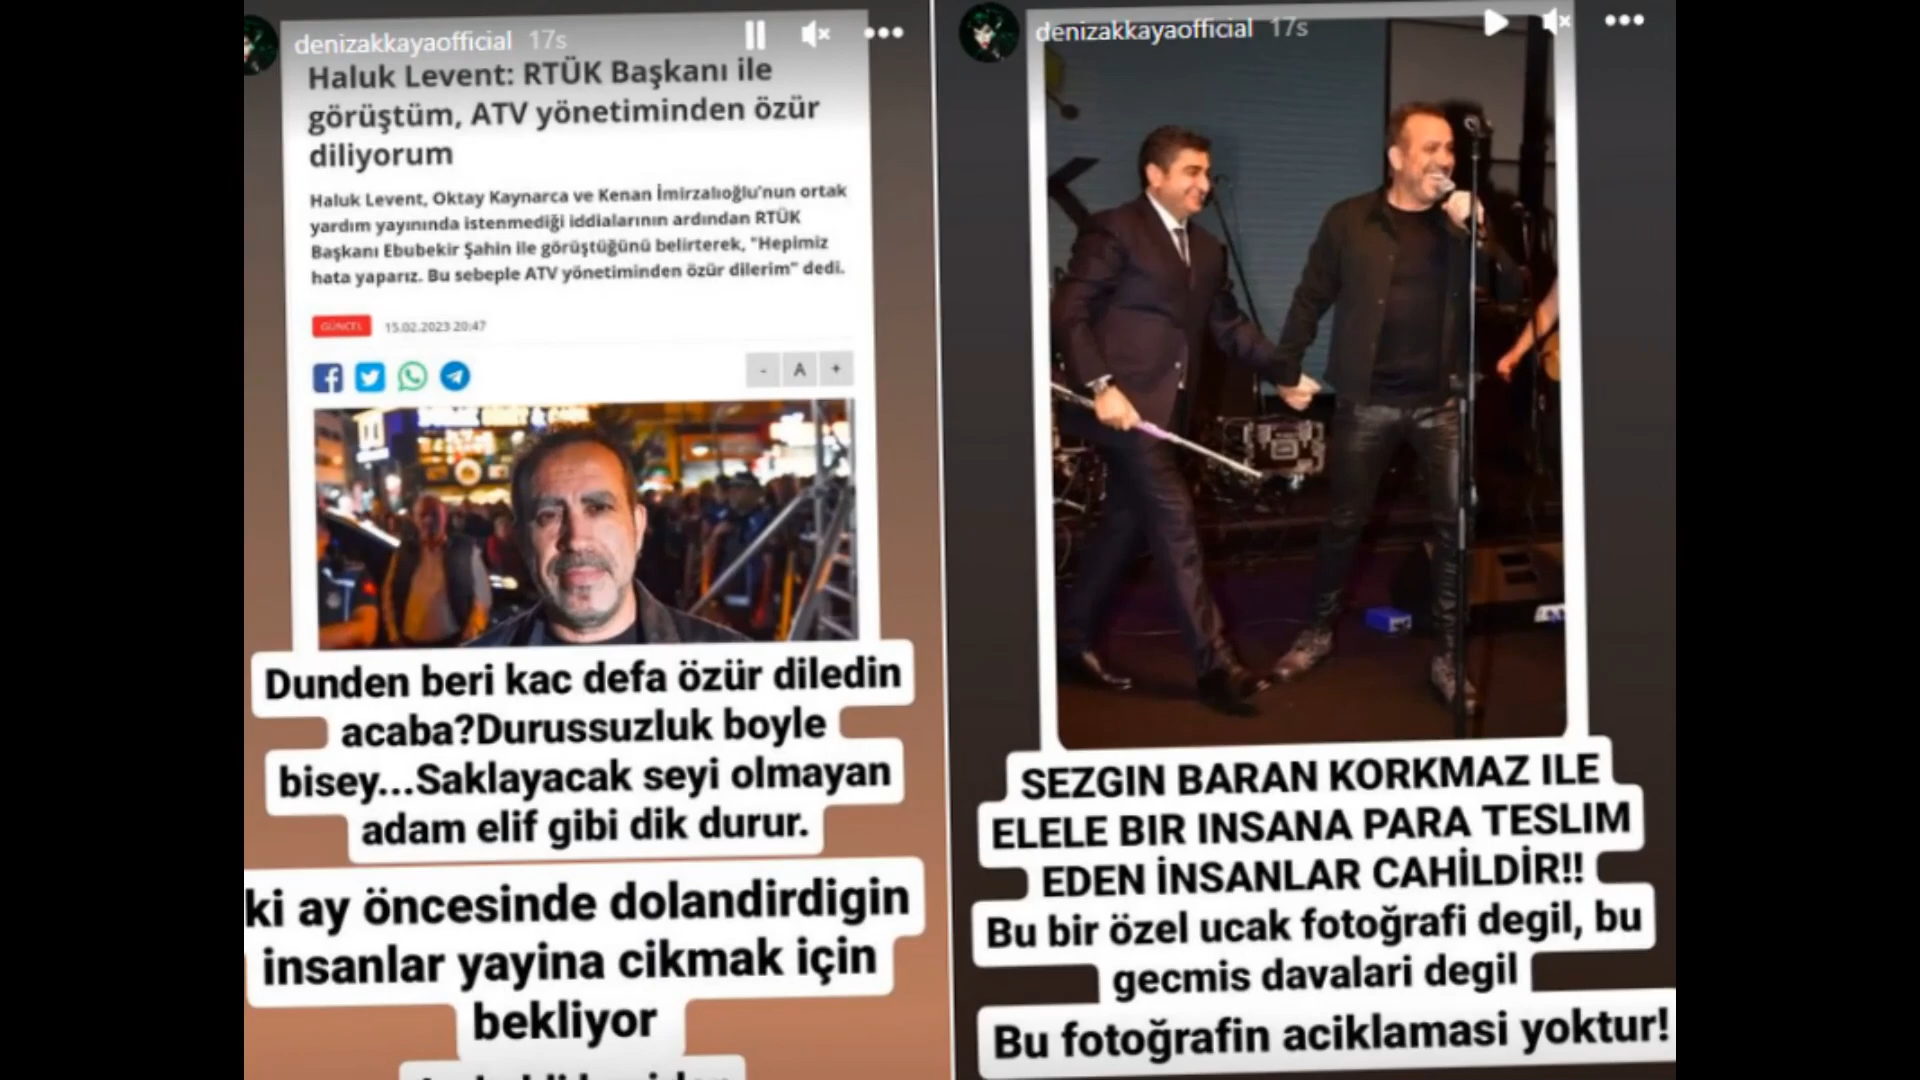 denizakkayaofficial 17s
Haluk Levent: RTÜK Başkanı ile
görüştüm, ATV yönetiminden özür
diliyorum
Haluk Levent, Oktay Kaynarca ve Kenan İmirzalıoğlu'nun ortak
yardım yayınında istenmediği iddialarının ardından RTÜK
Başkanı Ebubekir Şahin ile görüştüğünü belirterek, "Hepimiz
hata yaparız. Bu sebeple ATV yönetiminden özür dilerim" dedi.
GÜNCEL 15.02.2023 20:47
- A +
Dunden beri kac defa özür diledin
acaba?Durussuzluk boyle
bisey...Saklayacak seyi olmayan
adam elif gibi dik durur.
ki ay öncesinde dolandirdigin
insanlar yayina cikmak için
bekliyor
denizakkayaofficial 17s
SEZGIN BARAN KORKMAZ ILE
ELELE BIR INSANA PARA TESLIM
EDEN İNSANLAR CAHİLDİR!!
Bu bir özel ucak fotoğrafi degil, bu
gecmis davalari degil
Bu fotoğrafin aciklamasi yoktur!